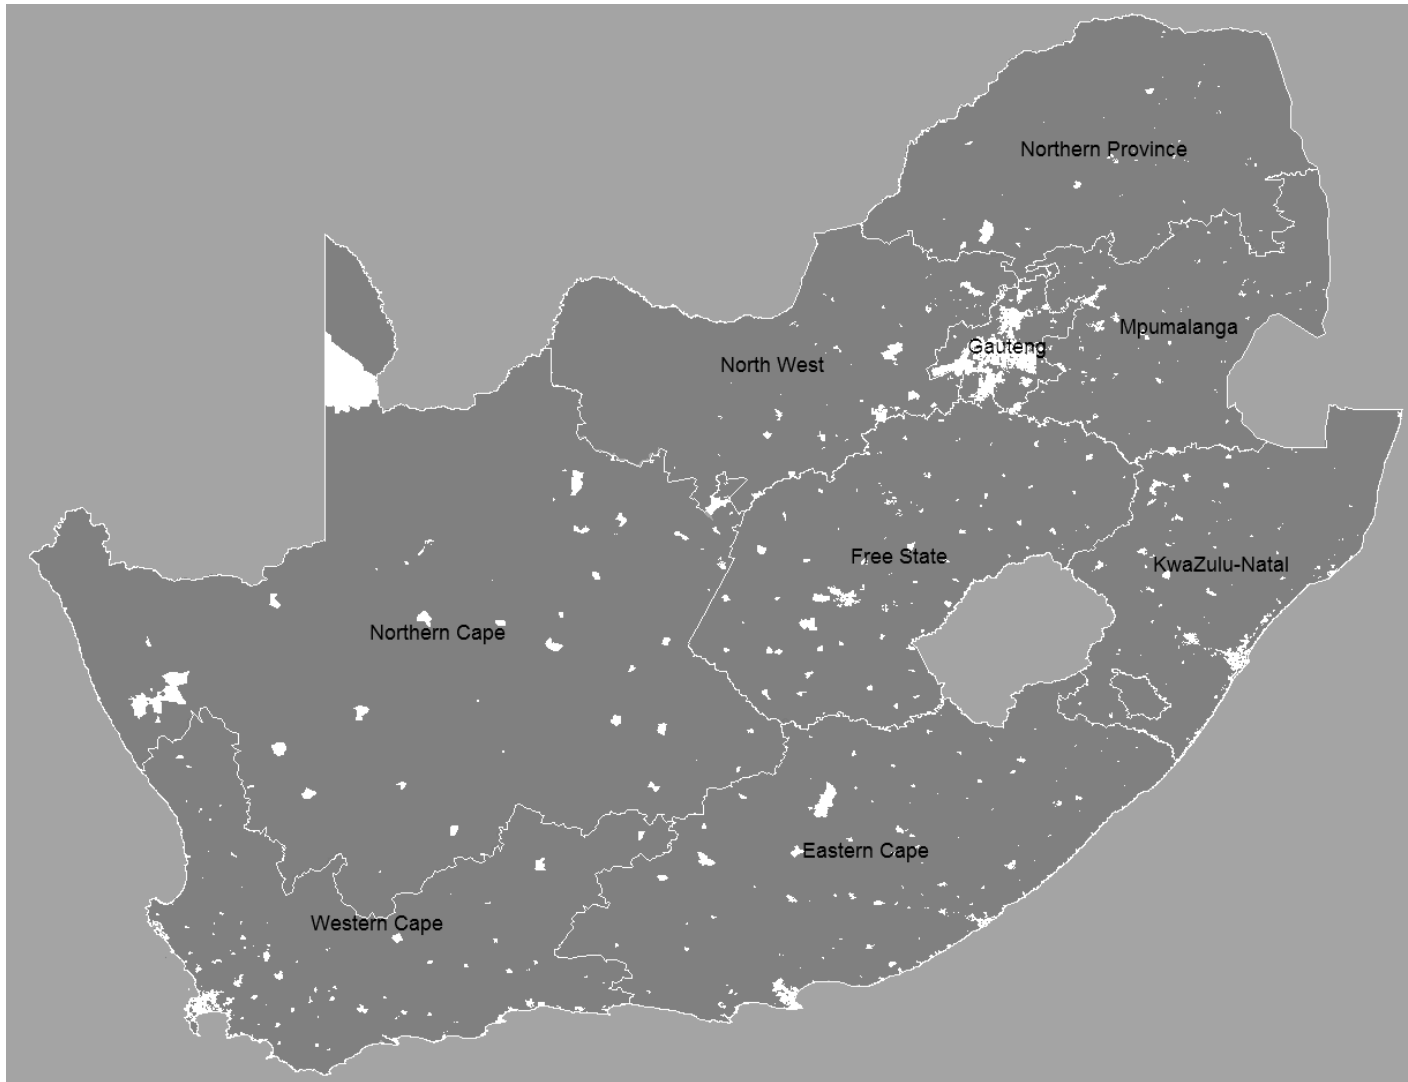 Northern Province
Mpumalanga
Gauteng
North West
Free State
KwaZulu-Natal
Northern Cape
Eastern Cape
Western Cape